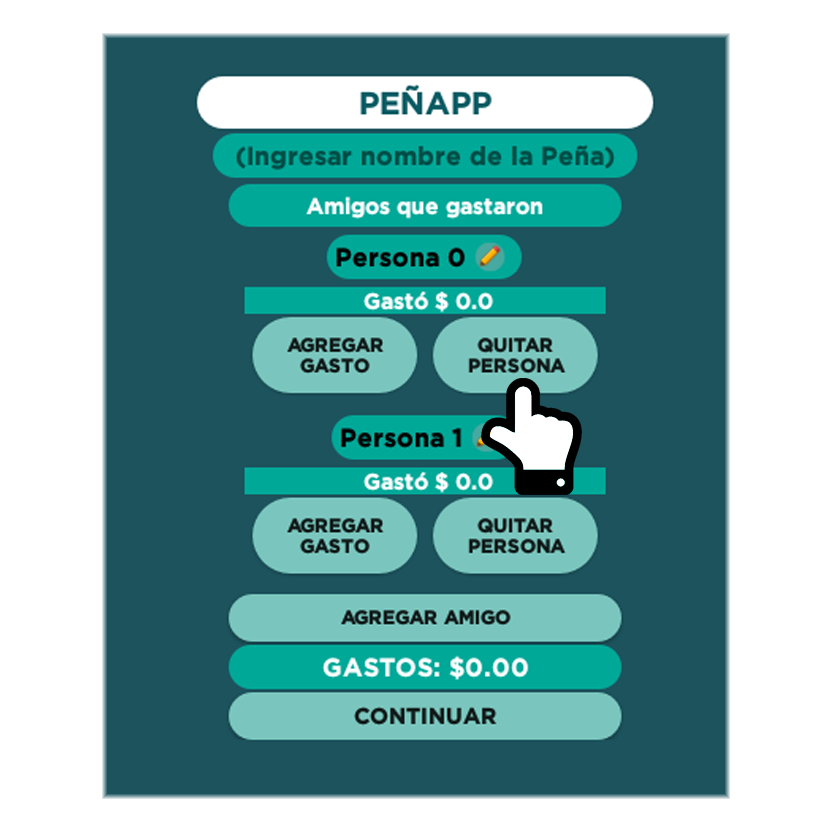 PEÑAPP
(Ingresar nombre de la Peña)
Amigos que gastaron
Persona 0
Gastó $ 0.0
AGREGAR
GASTO
QUITAR
PERSONA
Persona 1
Gastó $ 0.0
AGREGAR
GASTO
QUITAR
PERSONA
AGREGAR AMIGO
GASTOS: $0.00
CONTINUAR